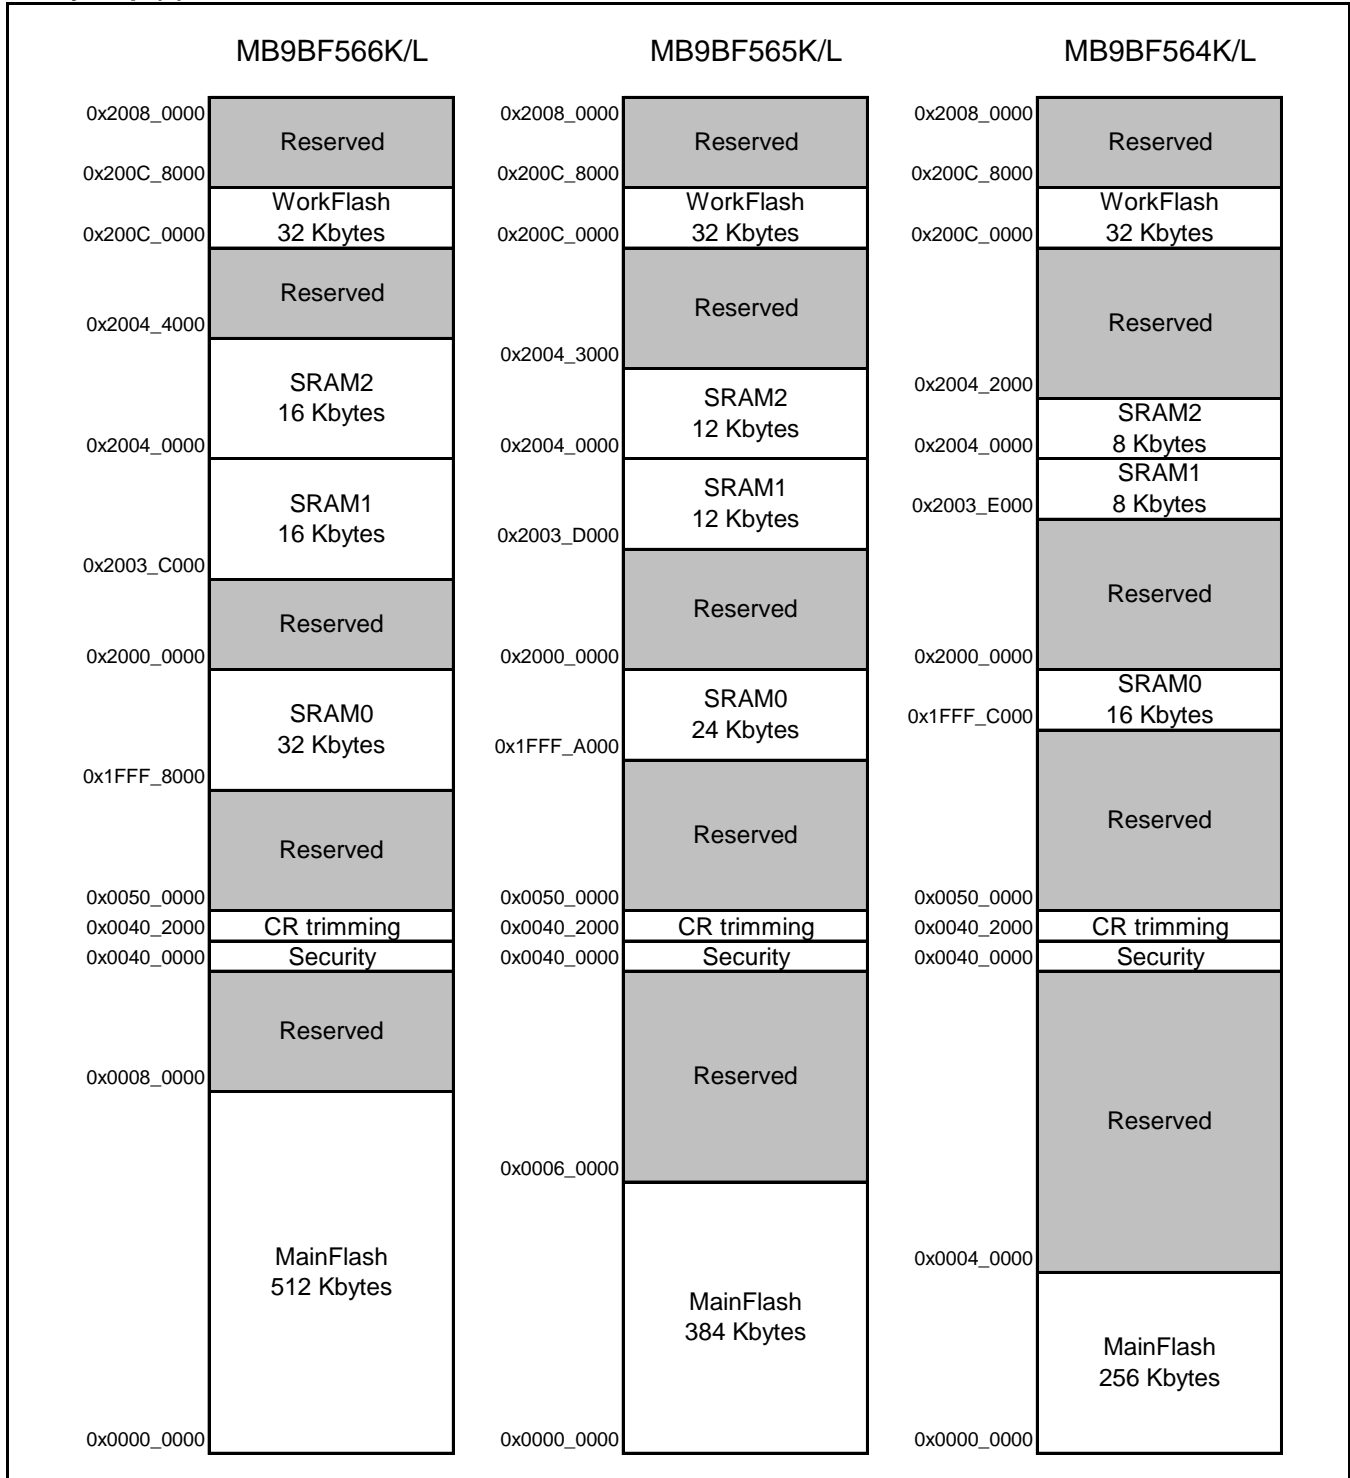 MB9BF566K/L
0x2008_0000
Reserved
0x200C_8000
WorkFlash
32 Kbytes
0x200C_0000
Reserved
0x2004_4000
SRAM2
16 Kbytes
0x2004_0000
SRAM1
16 Kbytes
0x2003_C000
Reserved
0x2000_0000
SRAM0
32 Kbytes
0x1FFF_8000
Reserved
0x0050_0000
0x0040_2000 CR trimming
0x0040_0000 Security
Reserved
0x0008_0000
MainFlash
512 Kbytes
0x0000_0000
MB9BF565K/L
0x2008_0000
Reserved
0x200C_8000
WorkFlash
32 Kbytes
0x200C_0000
Reserved
0x2004_3000
SRAM2
12 Kbytes
0x2004_0000
SRAM1
12 Kbytes
0x2003_D000
Reserved
0x2000_0000
SRAM0
24 Kbytes
0x1FFF_A000
Reserved
0x0050_0000
0x0040_2000 CR trimming
0x0040_0000 Security
Reserved
0x0006_0000
MainFlash
384 Kbytes
0x0000_0000
MB9BF564K/L
0x2008_0000
Reserved
0x200C_8000
WorkFlash
32 Kbytes
0x200C_0000
Reserved
0x2004_2000
SRAM2
8 Kbytes
0x2004_0000
SRAM1
8 Kbytes
0x2003_E000
Reserved
0x2000_0000
SRAM0
16 Kbytes
0x1FFF_C000
Reserved
0x0050_0000
0x0040_2000 CR trimming
0x0040_0000 Security
Reserved
0x0004_0000
MainFlash
256 Kbytes
0x0000_0000